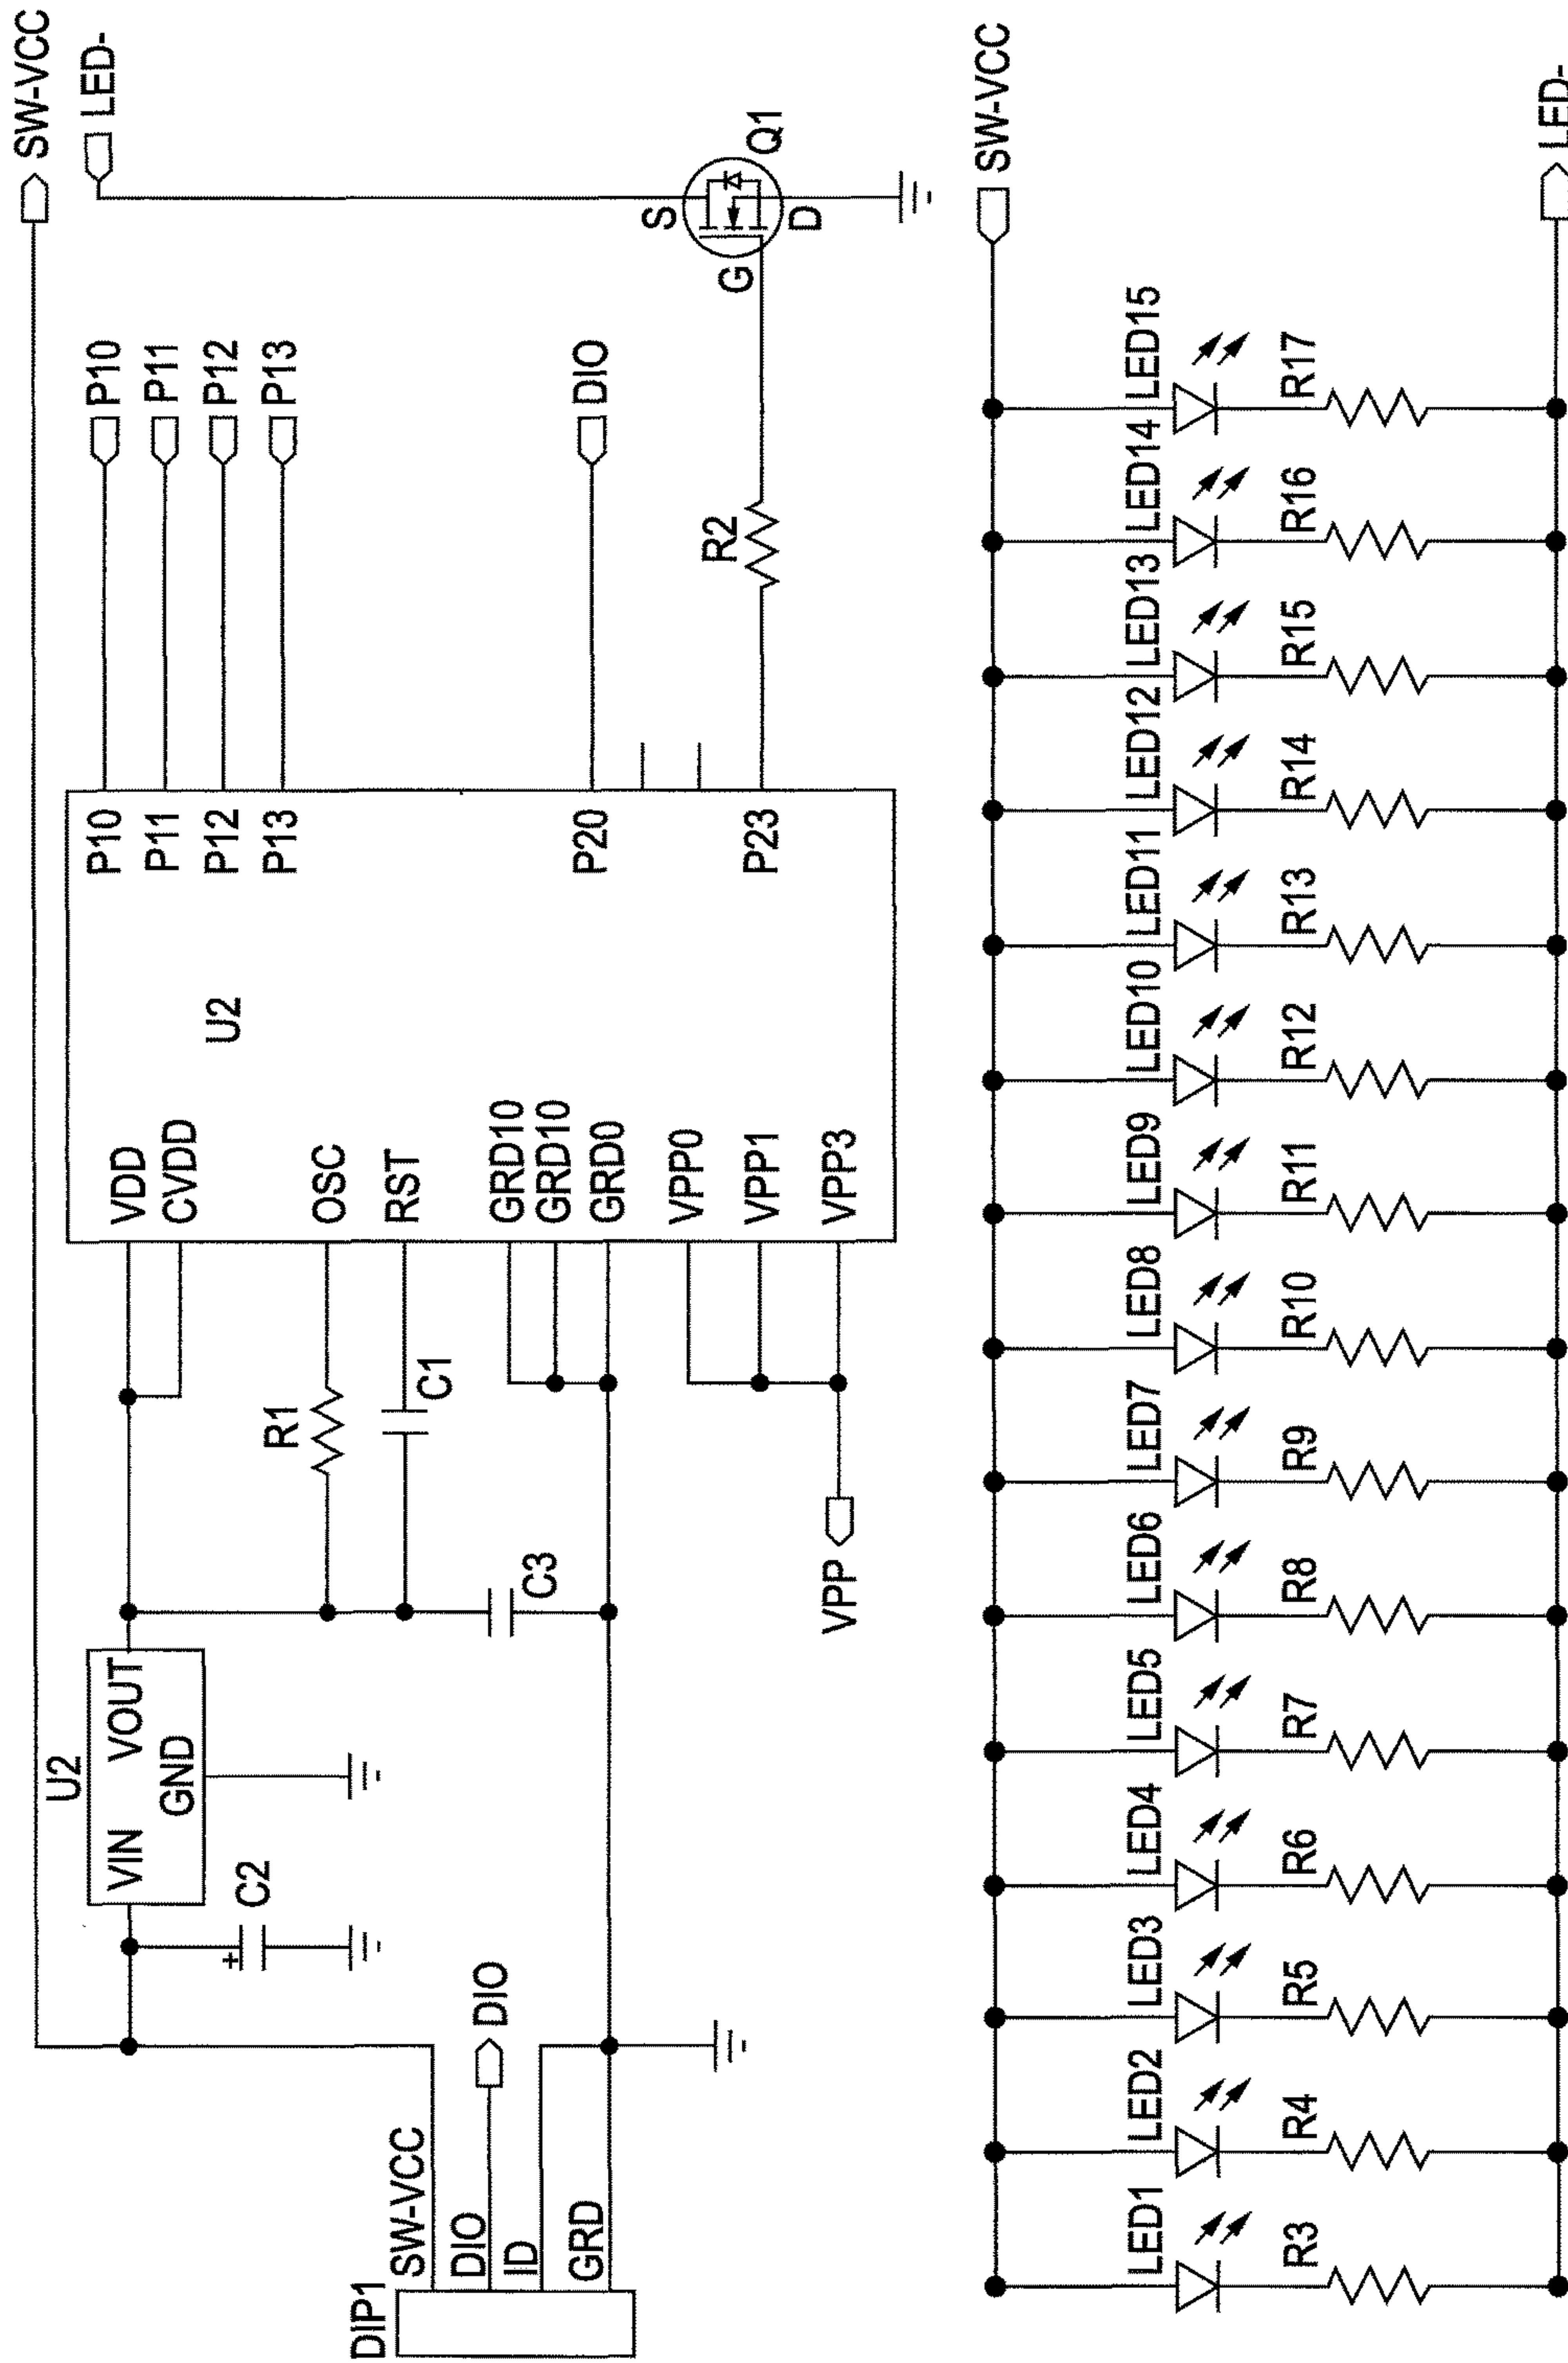 SW-VCC
LED-
U2
VIN
VOUT
GND
C2
R1
C1
C3
VDD
CVDD
OSC
RST
GRD10
GRD10
GRD0
VPP0
VPP1
VPP3
VPP
U2
P10
P11
P12
P13
P20
P23
P10
P11
P12
P13
DIO
R2
G
S
D
Q1
DIP1
SW-VCC
DIO
ID
GRD
DIO
SW-VCC
LED1
LED2
LED3
LED4
LED5
LED6
LED7
LED8
LED9
LED10
LED11
LED12
LED13
LED14
LED15
R3
R4
R5
R6
R7
R8
R9
R10
R11
R12
R13
R14
R15
R16
R17
LED-